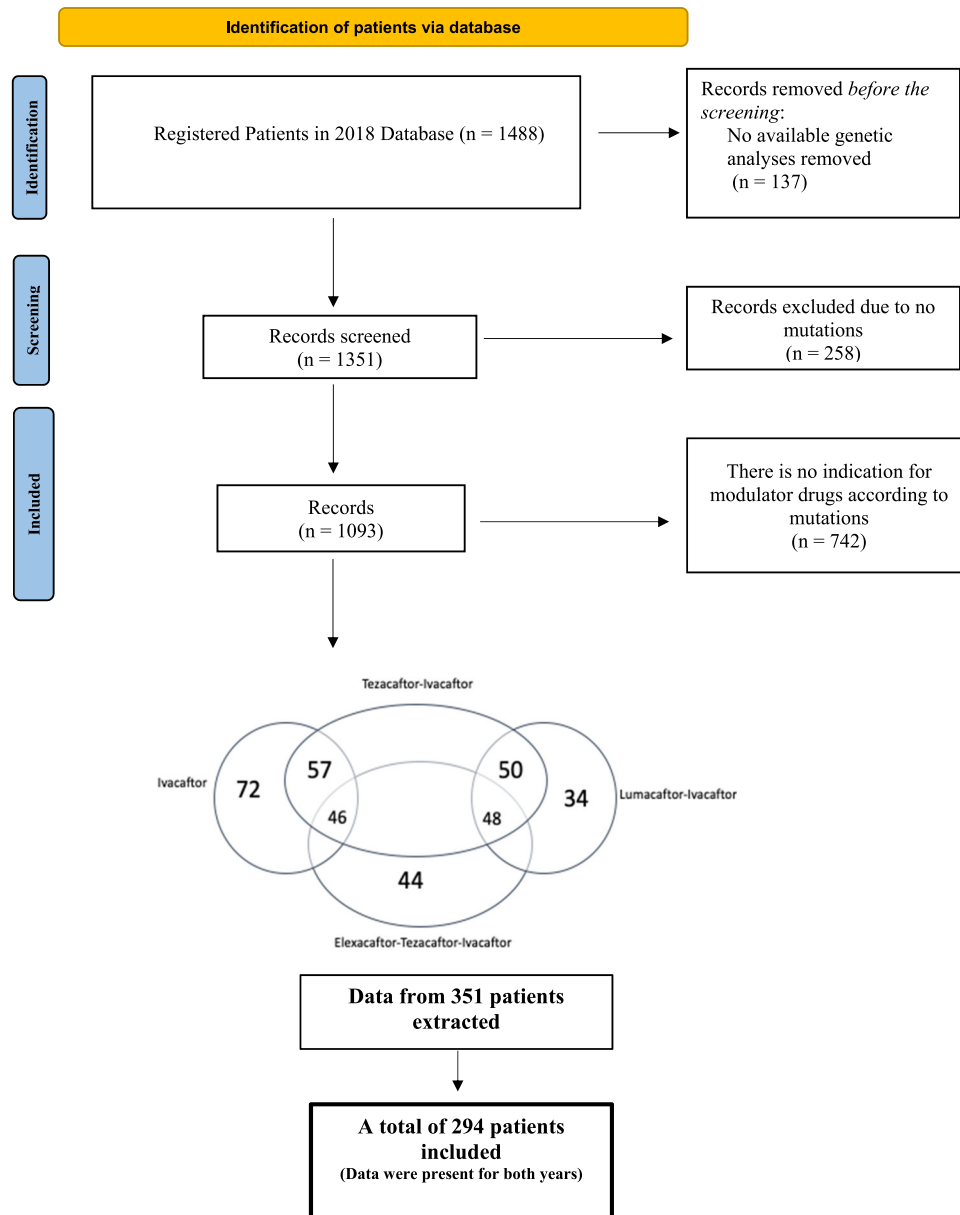 Identification of patients via database
Identification
Registered Patients in 2018 Database (n = 1488)
Records removed before the
screening:
No available genetic
analyses removed
(n = 137)
Screening
Records screened
(n = 1351)
Records excluded due to no
mutations
(n = 258)
Included
Records
(n = 1093)
There is no indication for
modulator drugs according to
mutations
(n = 742)
Tezacaftor-Ivacaftor
Ivacaftor
72
57
50
34
Lumacaftor-Ivacaftor
46
48
44
Elexacaftor-Tezacaftor-Ivacaftor
Data from 351 patients
extracted
A total of 294 patients
included
(Data were present for both years)